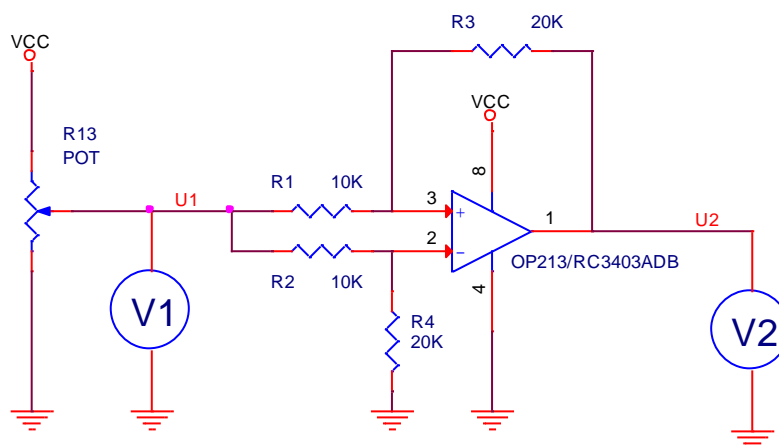 R3 20K
VCC
VCC
R13
POT
8
U1
R1 10K
3
+
1
U2
2
-
R2 10K
OP213/RC3403ADB
4
V1
R4
20K
V2